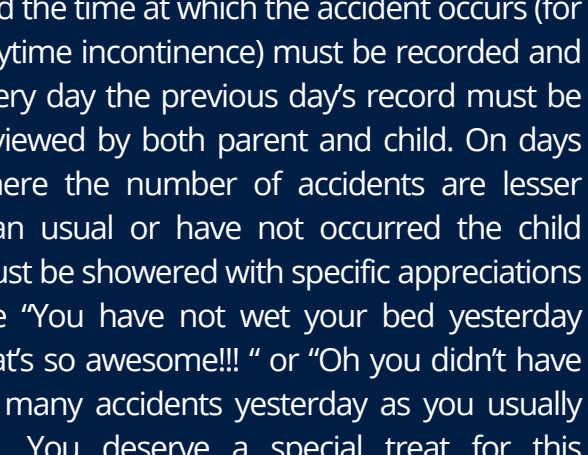 d the time at which the accident occurs (for
ytime incontinence) must be recorded and
ery day the previous day’s record must be
viewed by both parent and child. On days
here the number of accidents are lesser
an usual or have not occurred the child
ust be showered with specific appreciations
e “You have not wet your bed yesterday
at’s so awesome!!! “ or “Oh you didn’t have
many accidents yesterday as you usually
You deserve a special treat for this